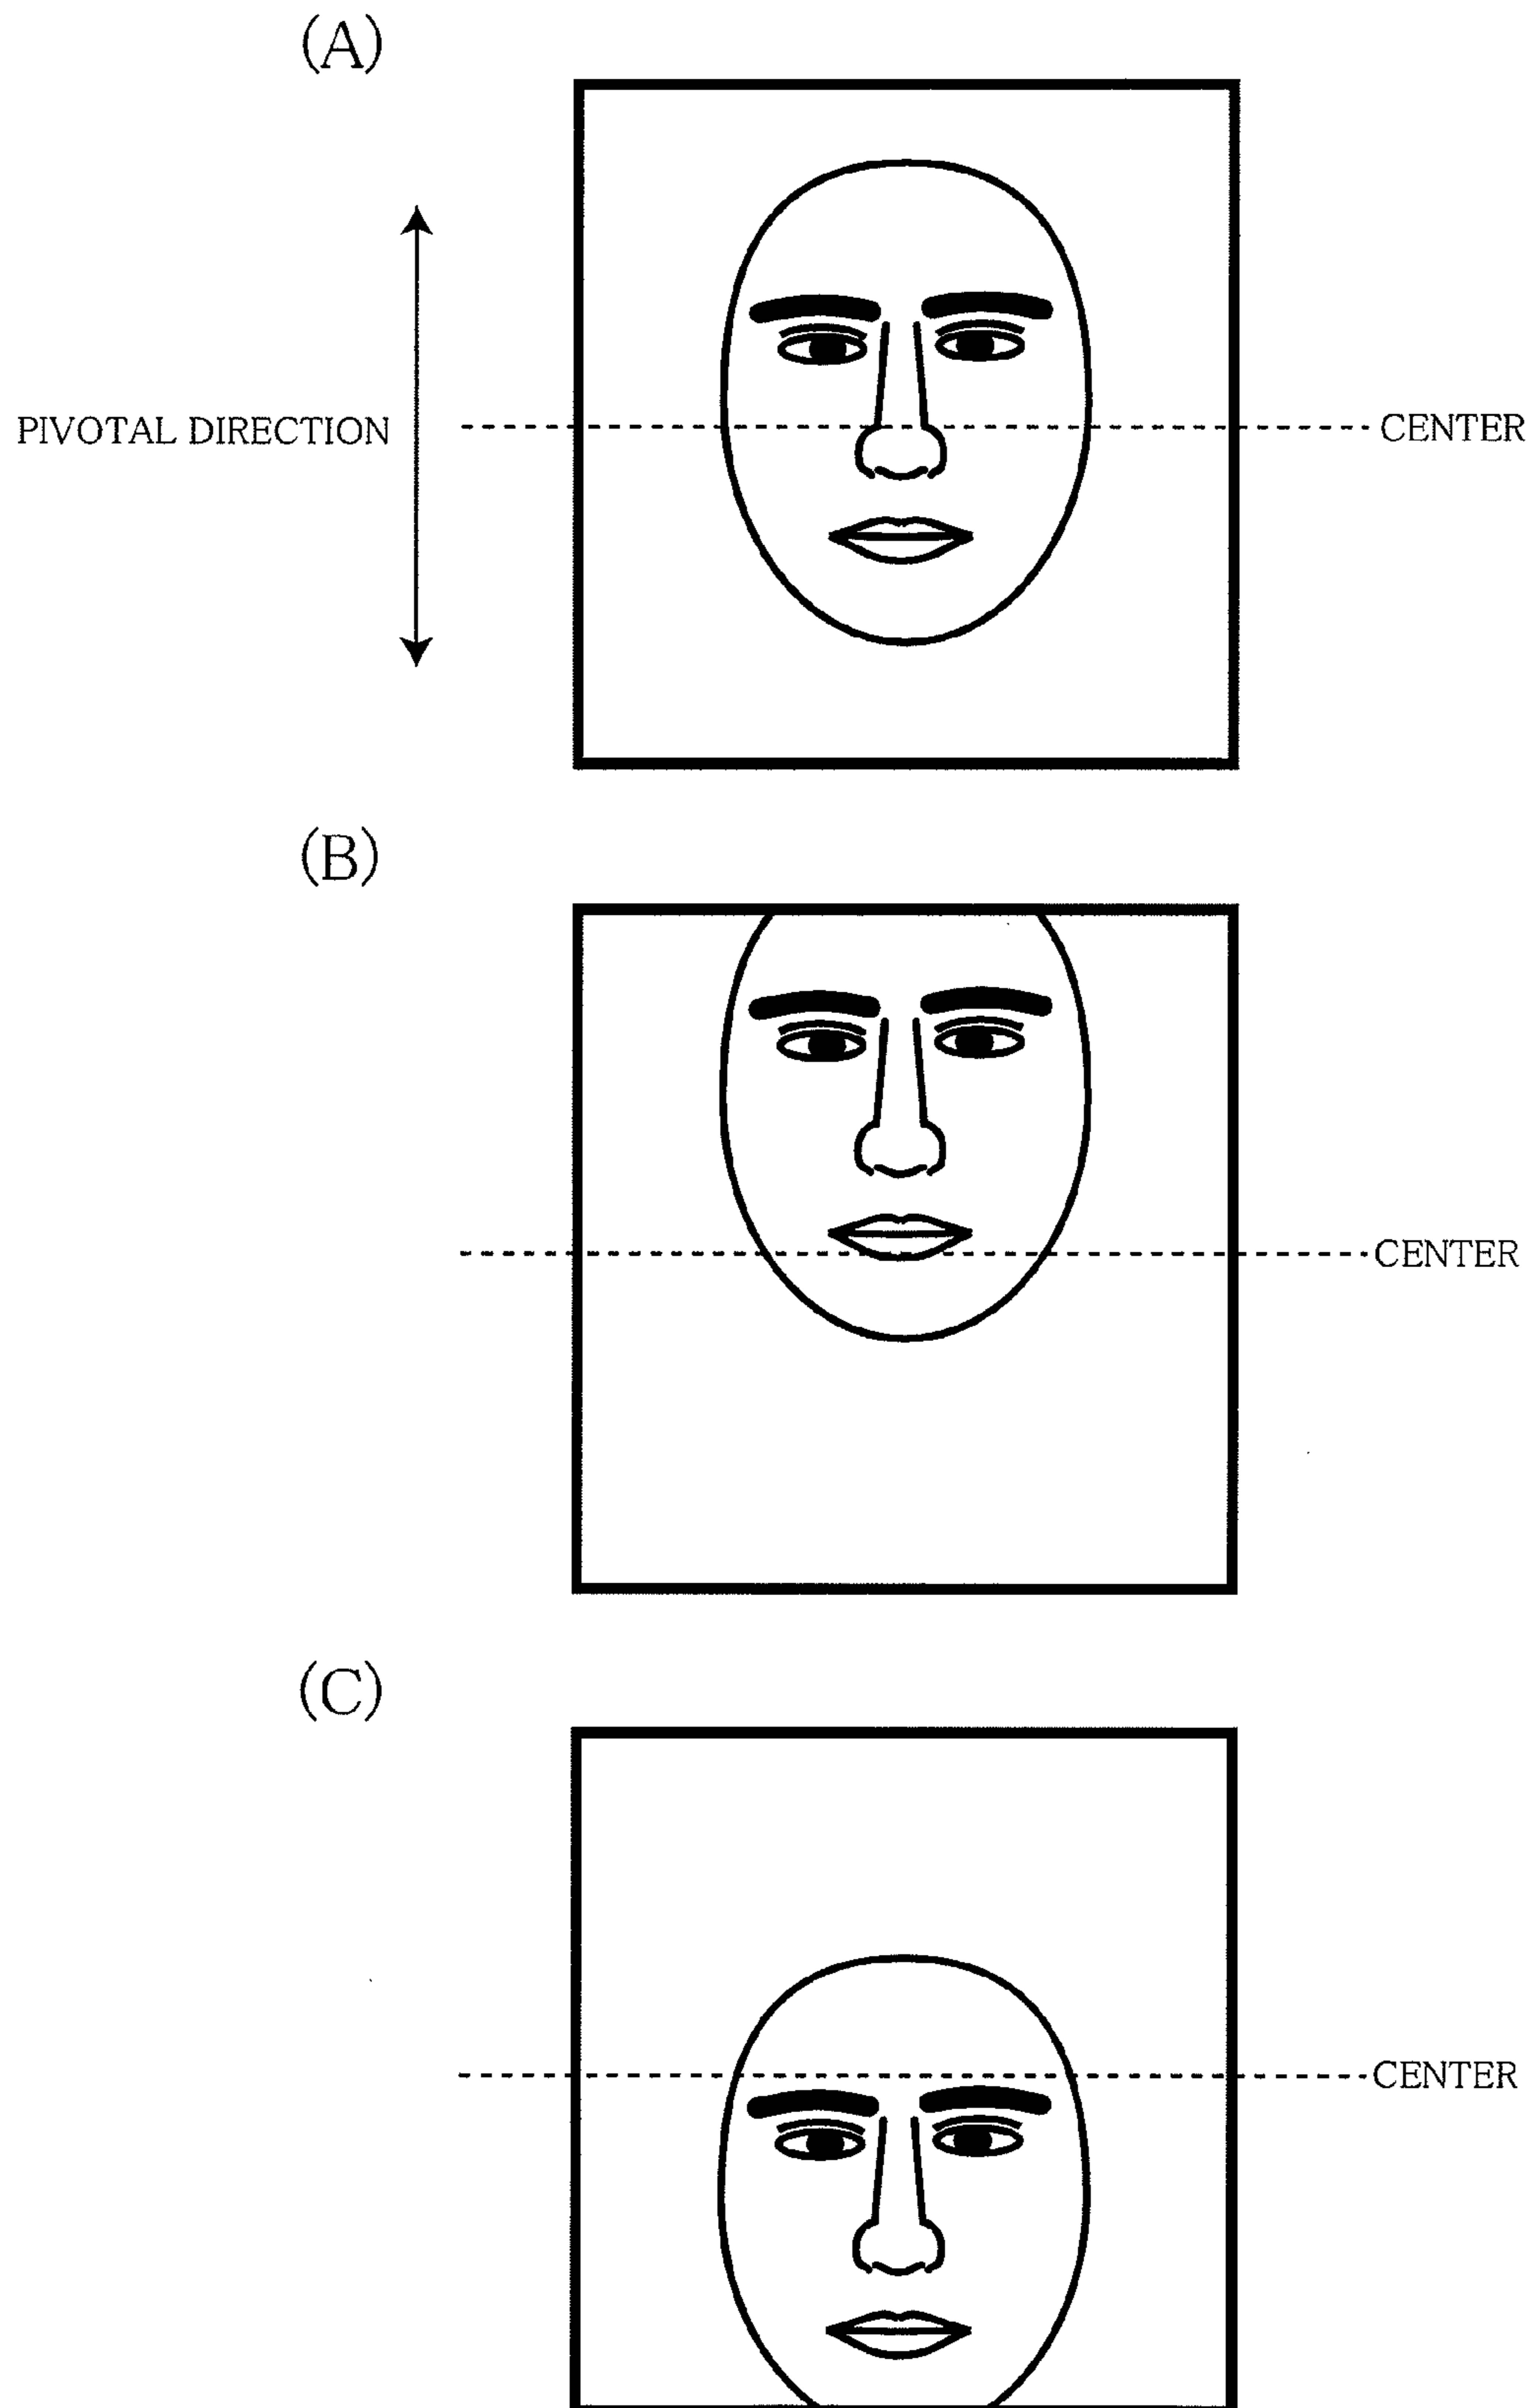 (A)
PIVOTAL DIRECTION
CENTER
(B)
CENTER
(C)
CENTER